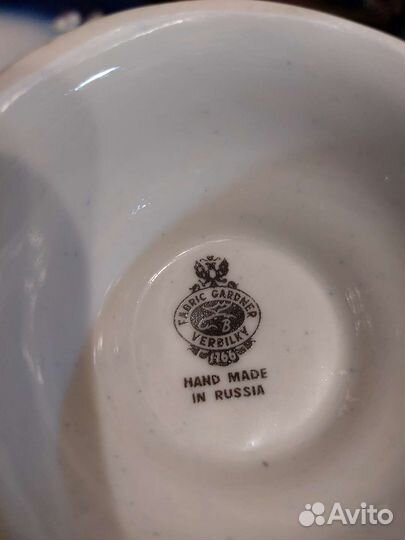 FABRIC GARDNER
B
VERBILKY
1766
HAND MADE
IN RUSSIA
Avito